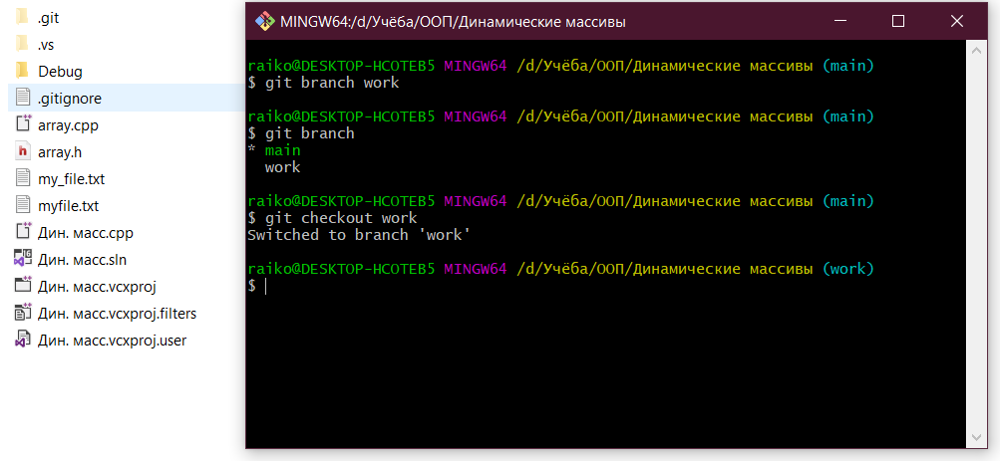 .git
.vs
Debug
.gitignore
array.cpp
array.h
my_file.txt
myfile.txt
Дин. масс.cpp
Дин. масс.sln
Дин. масс.vcxproj
Дин. масс.vcxproj.filters
Дин. масс.vcxproj.user
MINGW64:/d/Учёба/ООП/Динамические массивы
raiko@DESKTOP-HCOTEB5 MINGW64 /d/Учёба/ООП/Динамические массивы (main)
$ git branch work
raiko@DESKTOP-HCOTEB5 MINGW64 /d/Учёба/ООП/Динамические массивы (main)
$ git branch
* main
work
raiko@DESKTOP-HCOTEB5 MINGW64 /d/Учёба/ООП/Динамические массивы (main)
$ git checkout work
Switched to branch 'work'
raiko@DESKTOP-HCOTEB5 MINGW64 /d/Учёба/ООП/Динамические массивы (work)
$